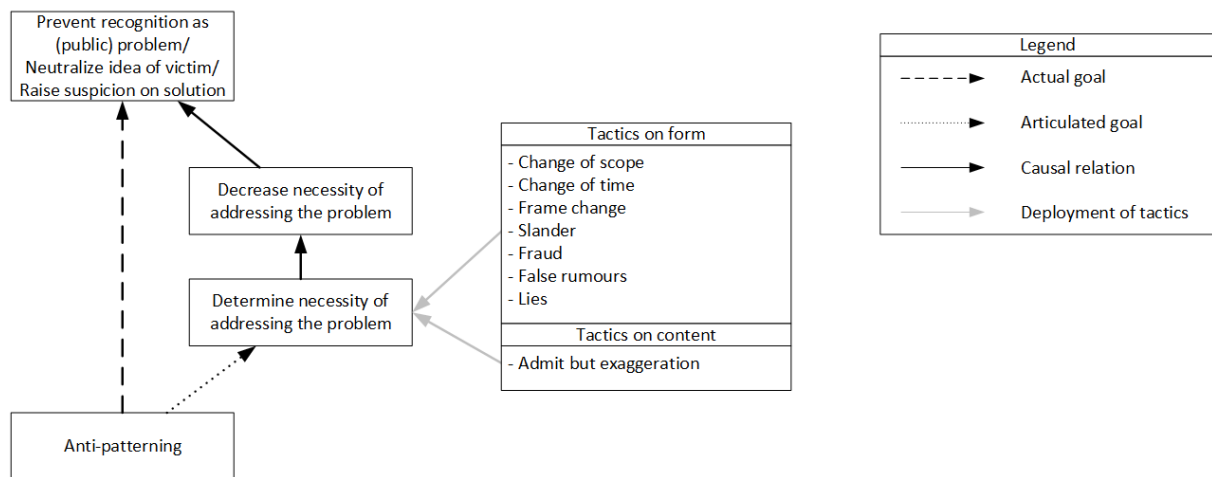 Prevent recognition as
(public) problem/
Neutralize idea of victim/
Raise suspicion on solution
Decrease necessity of
addressing the problem
Determine necessity of
addressing the problem
Anti-patterning
Tactics on form
- Change of scope
- Change of time
- Frame change
- Slander
- Fraud
- False rumours
- Lies
Tactics on content
- Admit but exaggeration
Legend
Actual goal
Articulated goal
Causal relation
Deployment of tactics